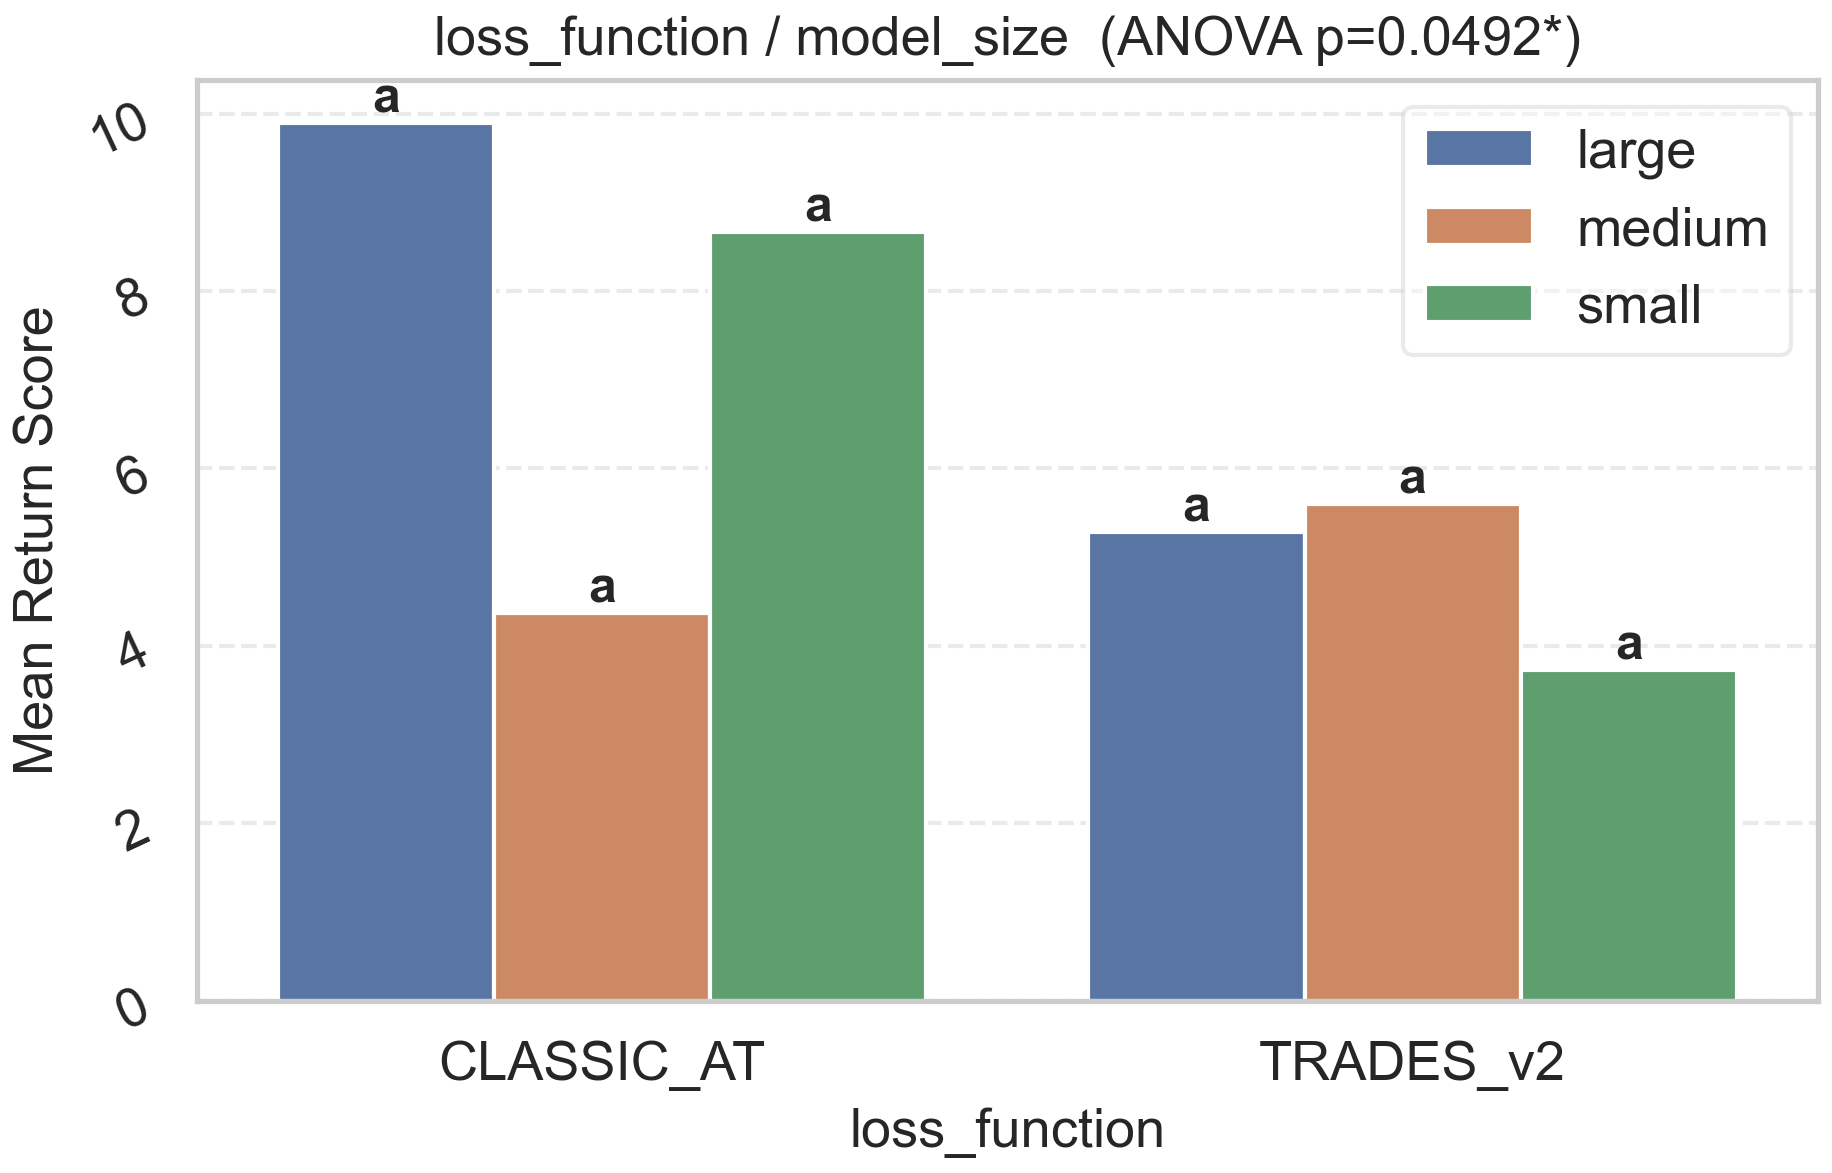 loss_function / model_size  (ANOVA p=0.0492*)
Mean Return Score
10
8
6
4
2
0
a
a
a
a
a
a
large
medium
small
CLASSIC_AT
TRADES_v2
loss_function